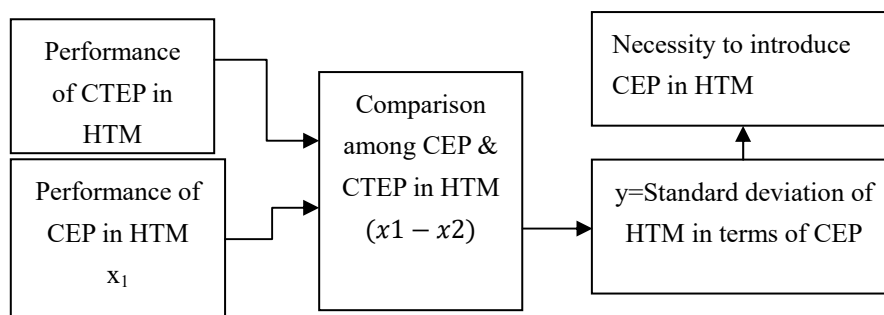 Performance
of CTEP in
HTM
Performance of
CEP in HTM
x₁
Comparison
among CEP &
CTEP in HTM
(𝑥1 − 𝑥2)
Necessity to introduce
CEP in HTM
y=Standard deviation of
HTM in terms of CEP